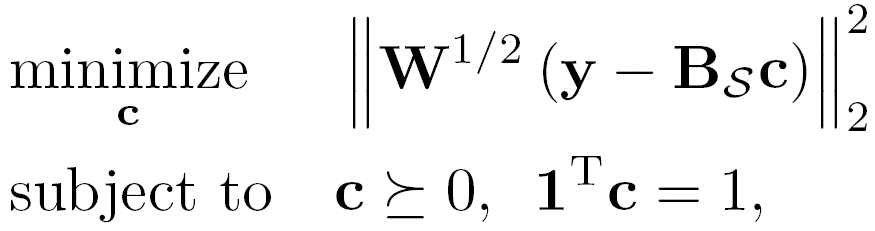 minimize_c ‖W^{1/2} (y − B_𝒮 c)‖_2^2
subject to c ⪰ 0, 1^T c = 1,